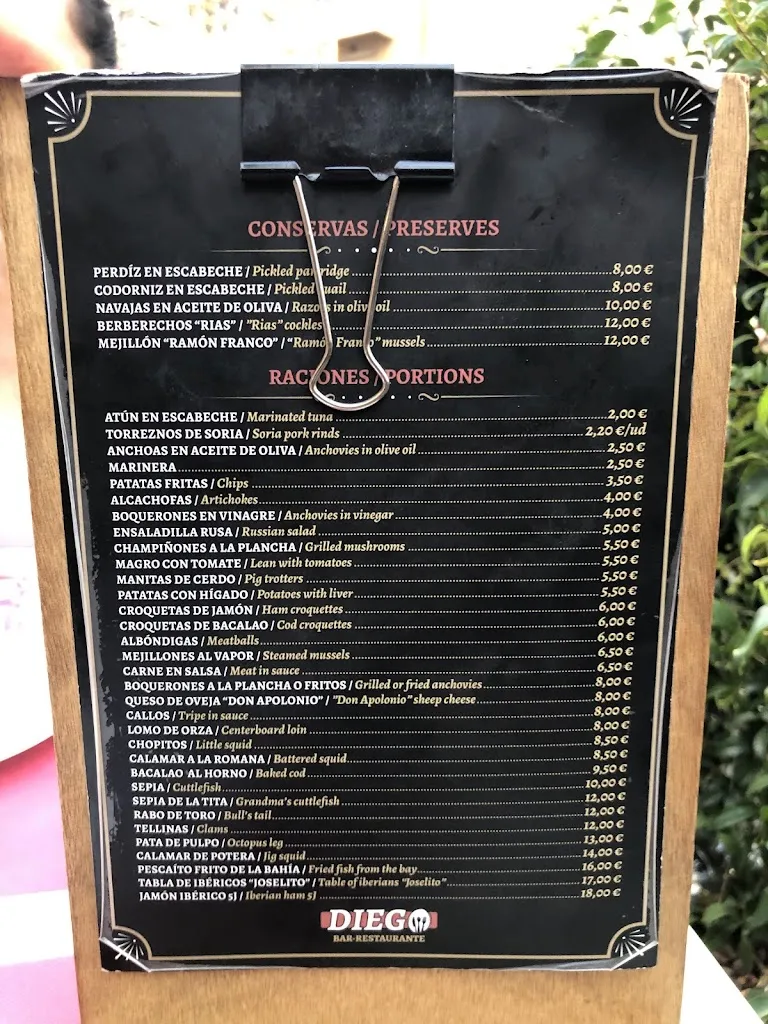 CONSERVAS / PRESERVES
PERDÍZ EN ESCABECHE / Pickled partridge 8,00 €
CODORNIZ EN ESCABECHE / Pickled quail 8,00 €
NAVAJAS EN ACEITE DE OLIVA / Razors in olive oil 10,00 €
BERBERECHOS “RIAS” / "Rias" cockles 12,00 €
MEJILLÓN “RAMÓN FRANCO” / “Ramón Franco” mussels 12,00 €
RACIONES / PORTIONS
ATÚN EN ESCABECHE / Marinated tuna 2,00 €
TORREZNOS DE SORIA / Soria pork rinds 2,20 €/ud
ANCHOAS EN ACEITE DE OLIVA / Anchovies in olive oil 2,50 €
MARINERA 2,50 €
PATATAS FRITAS / Chips 3,50 €
ALCACHOFAS / Artichokes 4,00 €
BOQUERONES EN VINAGRE / Anchovies in vinegar 4,00 €
ENSALADILLA RUSA / Russian salad 5,00 €
CHAMPIÑONES A LA PLANCHA / Grilled mushrooms 5,50 €
MAGRO CON TOMATE / Lean with tomatoes 5,50 €
MANITAS DE CERDO / Pig trotters 5,50 €
PATATAS CON HÍGADO / Potatoes with liver 5,50 €
CROQUETAS DE JAMÓN / Ham croquettes 6,00 €
CROQUETAS DE BACALAO / Cod croquettes 6,00 €
ALBÓNDIGAS / Meatballs 6,00 €
MEJILLONES AL VAPOR / Steamed mussels 6,50 €
CARNE EN SALSA / Meat in sauce 6,50 €
BOQUERONES A LA PLANCHA O FRITOS / Grilled or fried anchovies 8,00 €
QUESO DE OVEJA “DON APOLONIO” / "Don Apolonio" sheep cheese 8,00 €
CALLOS / Tripe in sauce 8,00 €
LOMO DE ORZA / Centerboard loin 8,00 €
CHOPITOS / Little squid 8,50 €
CALAMAR A LA ROMANA / Battered squid 8,50 €
BACALAO AL HORNO / Baked cod 9,50 €
SEPIA / Cuttlefish 10,00 €
SEPIA DE LA TITA / Grandma's cuttlefish 12,00 €
RABO DE TORO / Bull's tail 12,00 €
TELLINAS / Clams 12,00 €
PATA DE PULPO / Octopus leg 13,00 €
CALAMAR DE POTERA / Jig squid 14,00 €
PESCAÍTO FRITO DE LA BAHÍA / Fried fish from the bay 16,00 €
TABLA DE IBÉRICOS “JOSELITO” / Table of iberians "Joselito" 17,00 €
JAMÓN IBÉRICO 5J / Iberian ham 5J 18,00 €
DIEGO
BAR-RESTAURANTE